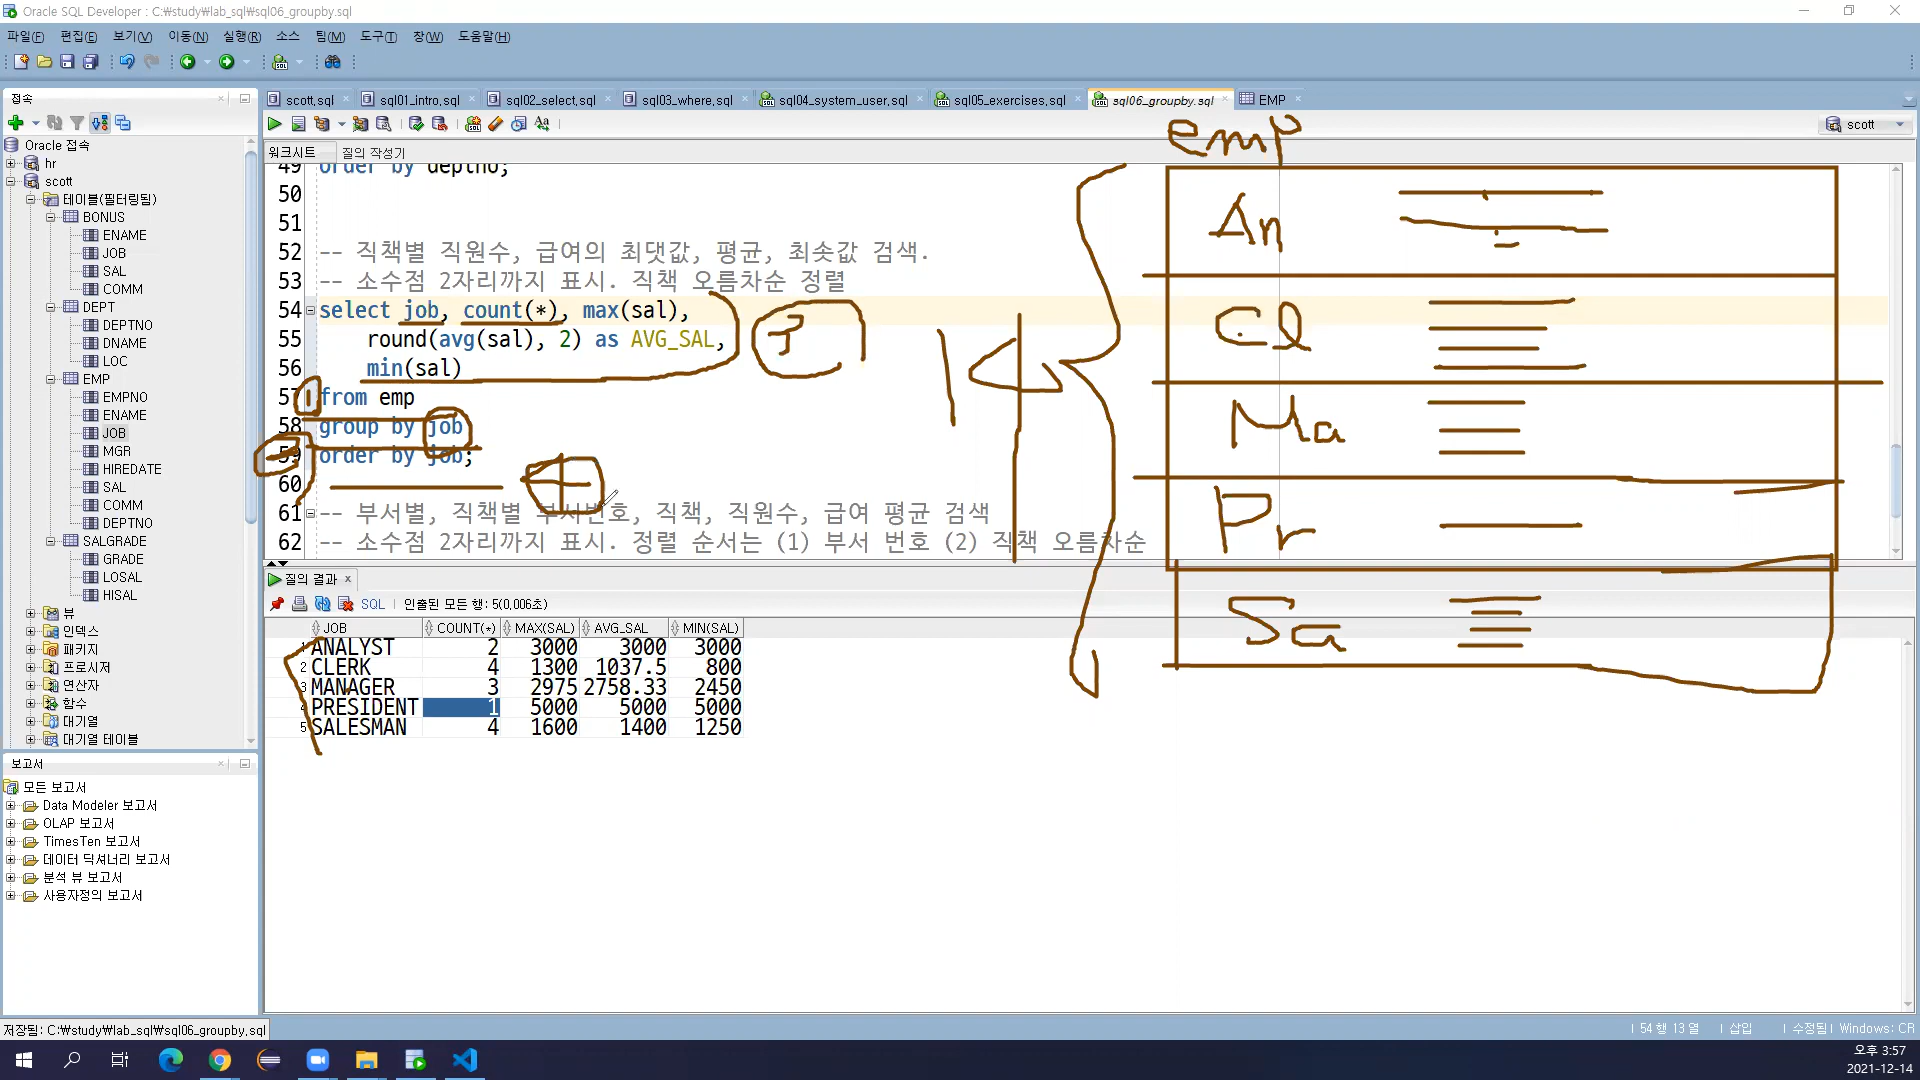 Oracle SQL Developer : C:₩study₩lab_sql₩sql06_groupby.sql
파일(F) 편집(E) 보기(V) 이동(N) 실행(R) 소스 팀(M) 도구(T) 창(W) 도움말(H)
접속
Oracle 접속
hr
scott
테이블(필터링됨)
BONUS
ENAME
JOB
SAL
COMM
DEPT
DEPTNO
DNAME
LOC
EMP
EMPNO
ENAME
JOB
MGR
HIREDATE
SAL
COMM
DEPTNO
SALGRADE
GRADE
LOSAL
HISAL
뷰
인덱스
패키지
프로시저
연산자
함수
대기열
대기열 테이블
보고서
모든 보고서
Data Modeler 보고서
OLAP 보고서
TimesTen 보고서
데이터 딕셔너리 보고서
분석 뷰 보고서
사용자정의 보고서
scott.sql sql01_intro.sql sql02_select.sql sql03_where.sql sql04_system_user.sql sql05_exercises.sql sql06_groupby.sql EMP
scott
워크시트 질의 작성기
49 order by deptno;
50
51
52 -- 직책별 직원수, 급여의 최댓값, 평균, 최솟값 검색.
53 -- 소수점 2자리까지 표시. 직책 오름차순 정렬
54 select job, count(*), max(sal),
55 round(avg(sal), 2) as AVG_SAL,
56 min(sal)
57 from emp
58 group by job
59 order by job;
60
61 -- 부서별, 직책별 부서번호, 직책, 직원수, 급여 평균 검색
62 -- 소수점 2자리까지 표시. 정렬 순서는 (1) 부서 번호 (2) 직책 오름차순
emp
An
Cl
Ma
Pr
Sa
14
질의 결과
SQL | 인출된 모든 행: 5(0,006초)
JOB COUNT(*) MAX(SAL) AVG_SAL MIN(SAL)
1 ANALYST 2 3000 3000 3000
2 CLERK 4 1300 1037.5 800
3 MANAGER 3 2975 2758.33 2450
4 PRESIDENT 1 5000 5000 5000
5 SALESMAN 4 1600 1400 1250
저장됨: C:₩study₩lab_sql₩sql06_groupby.sql
54 행 13 열 | 삽입 | 수정됨 | Windows: CR
오후 3:57
2021-12-14